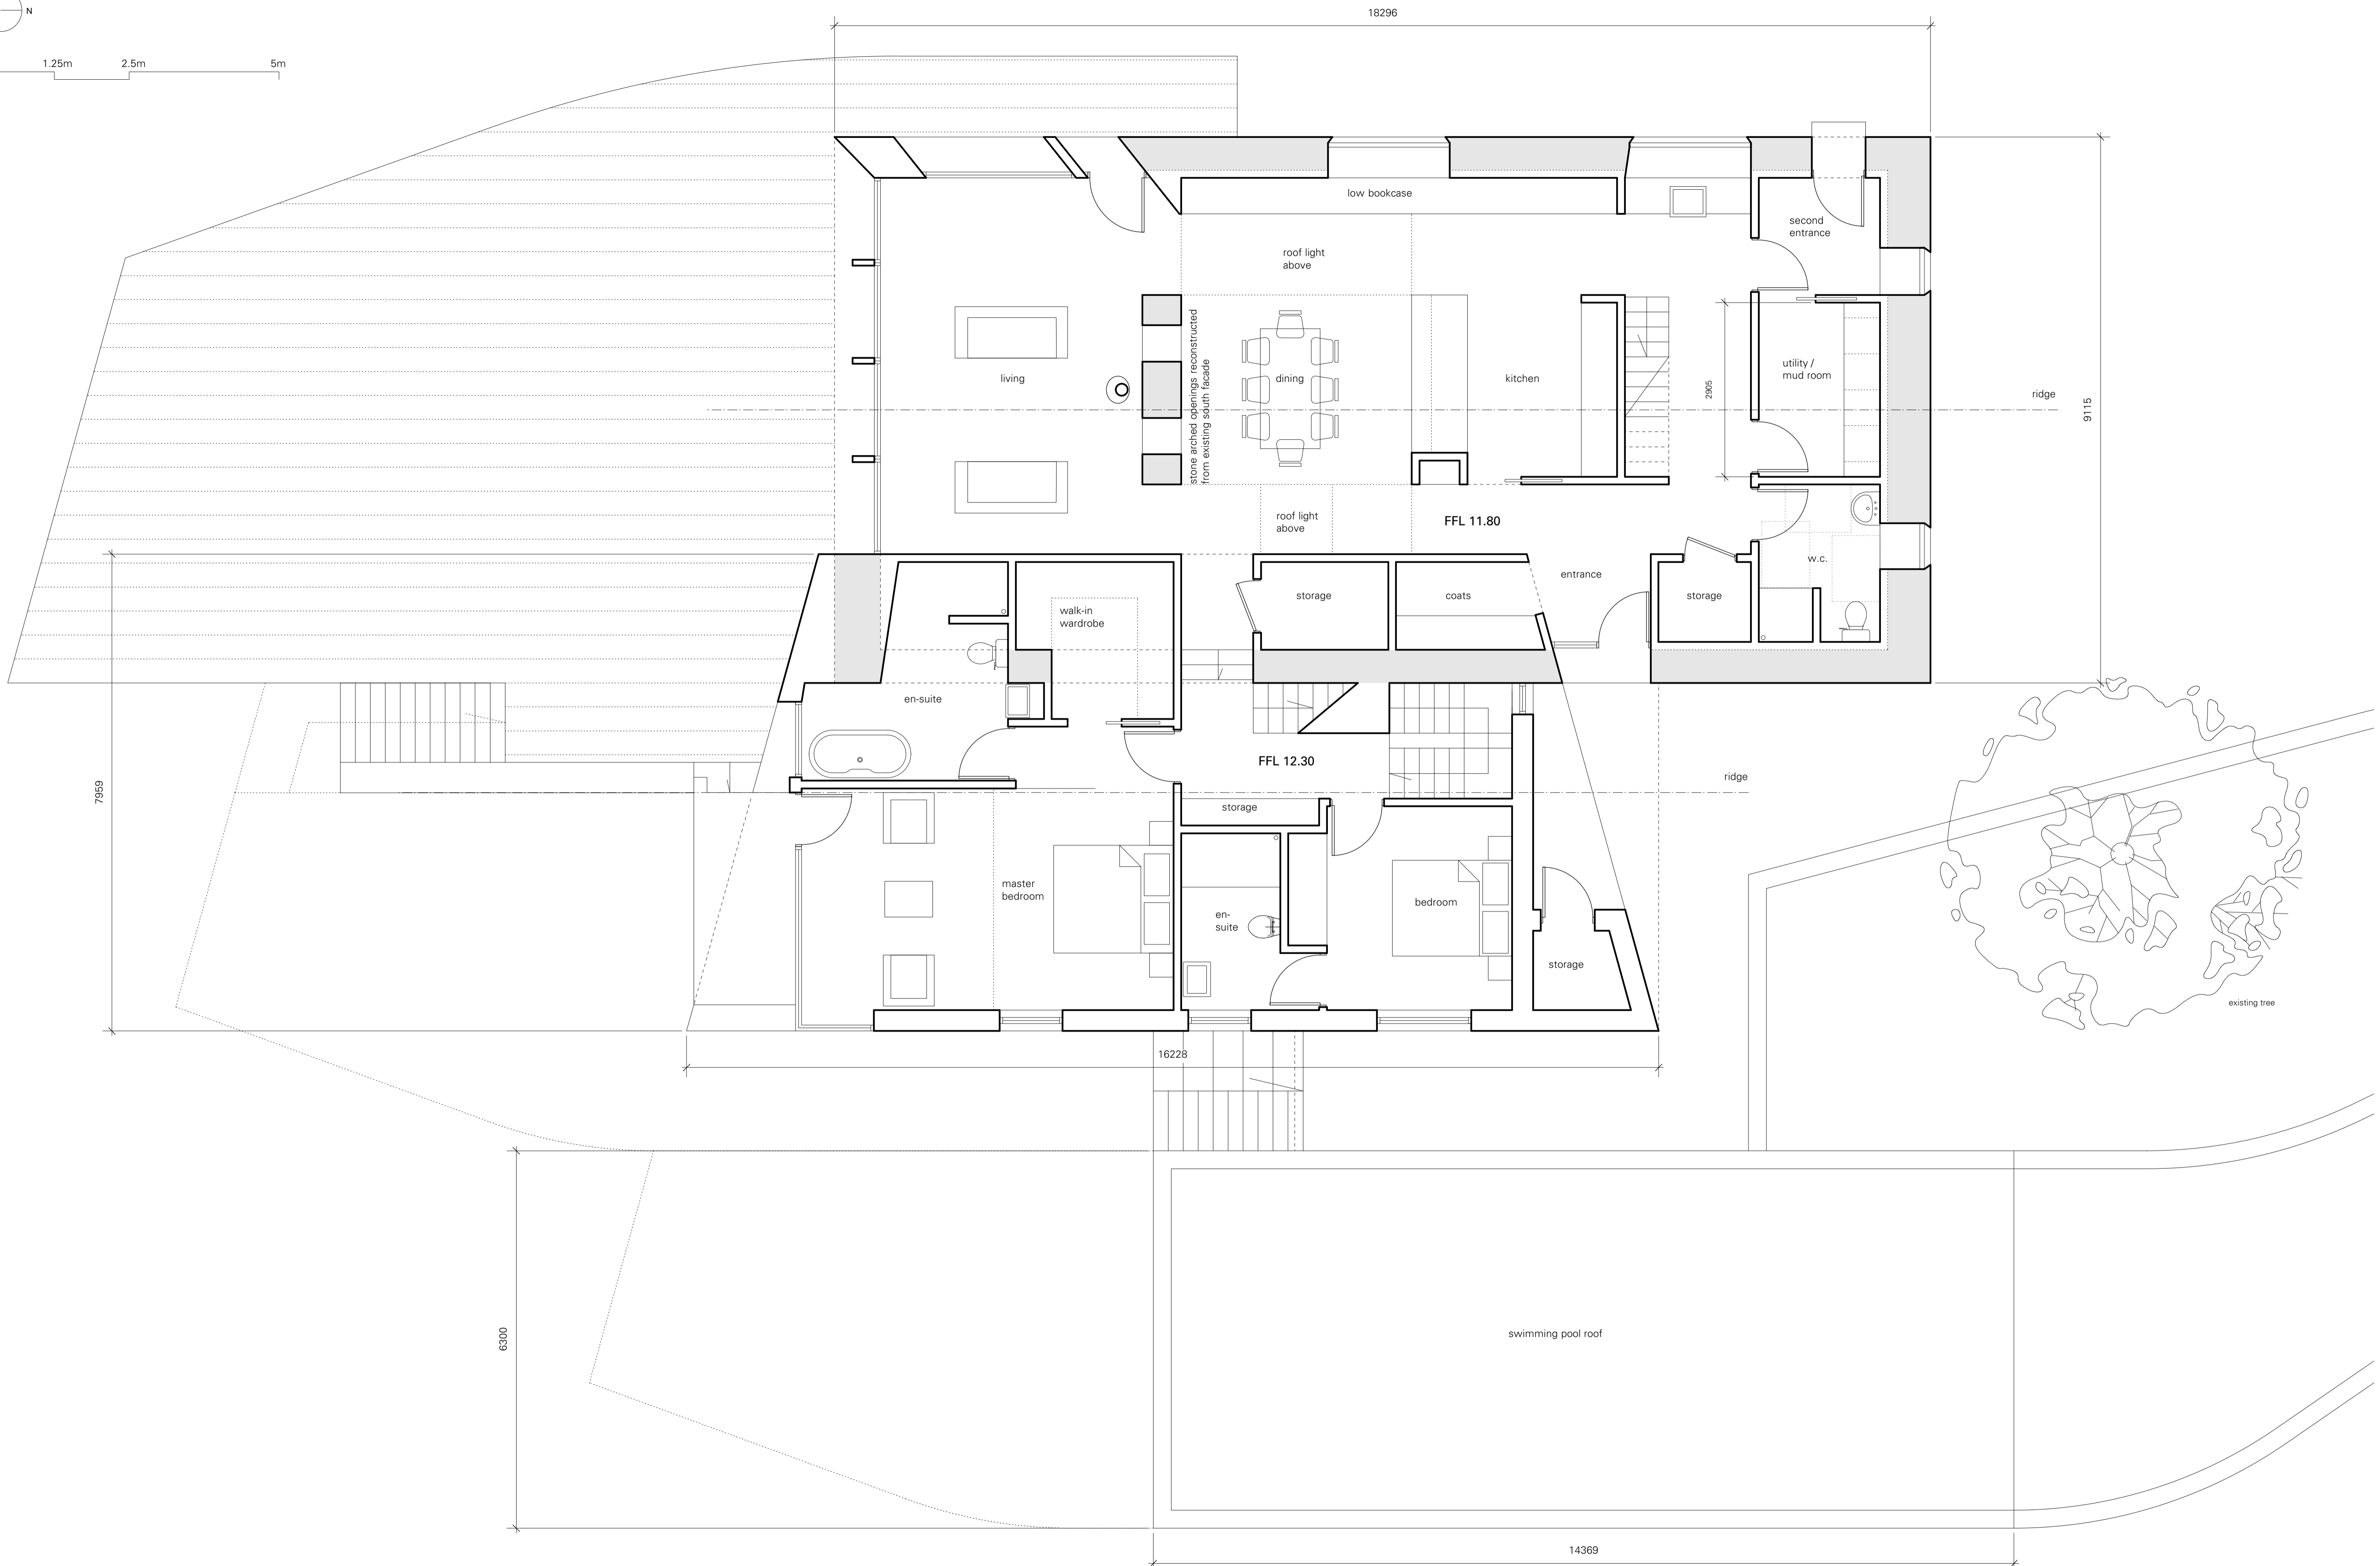 N
1.25m
2.5m
5m
18296
low bookcase
second
entrance
roof light
above
stone arched openings reconstructed
from existing south facade
living
dining
kitchen
2905
utility /
mud room
ridge
9115
roof light
above
FFL 11.80
w.c.
entrance
storage
coats
storage
walk-in
wardrobe
en-suite
FFL 12.30
ridge
7959
storage
master
bedroom
en-
suite
bedroom
storage
existing tree
16228
6300
swimming pool roof
14369